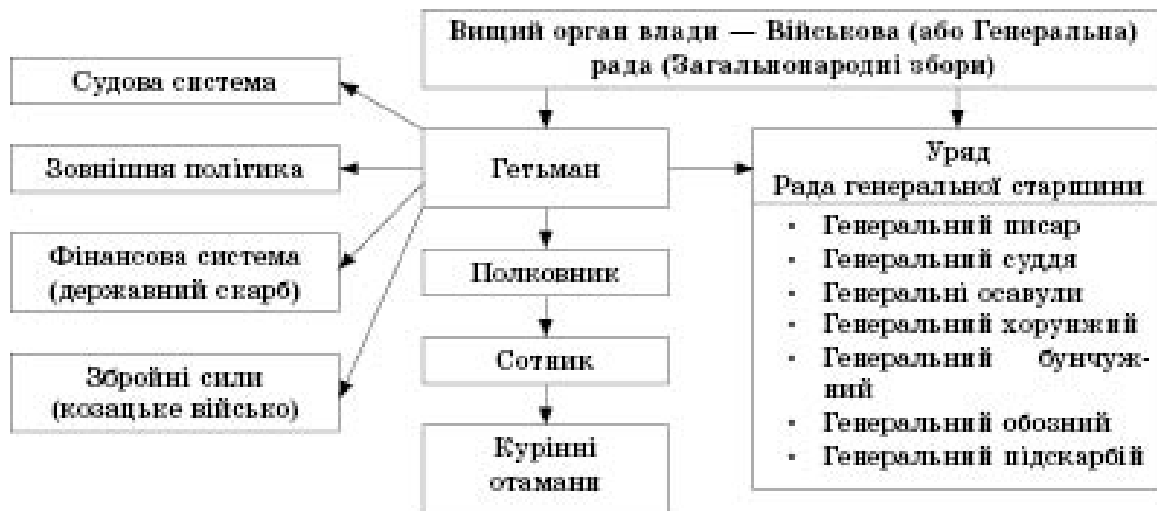 Вищий орган влади — Військова (або Генеральна)
рада (Загальнонародні збори)
Судова система
Зовнішня політика
Фінансова система
(державний скарб)
Збройні сили
(козацьке військо)
Гетьман
Полковник
Сотник
Курінні
отамани
Уряд
Рада генеральної старшини
· Генеральний писар
· Генеральний суддя
· Генеральні осавули
· Генеральний хорунжий
· Генеральний бунчуж-
ний
· Генеральний обозний
· Генеральний підскарбій